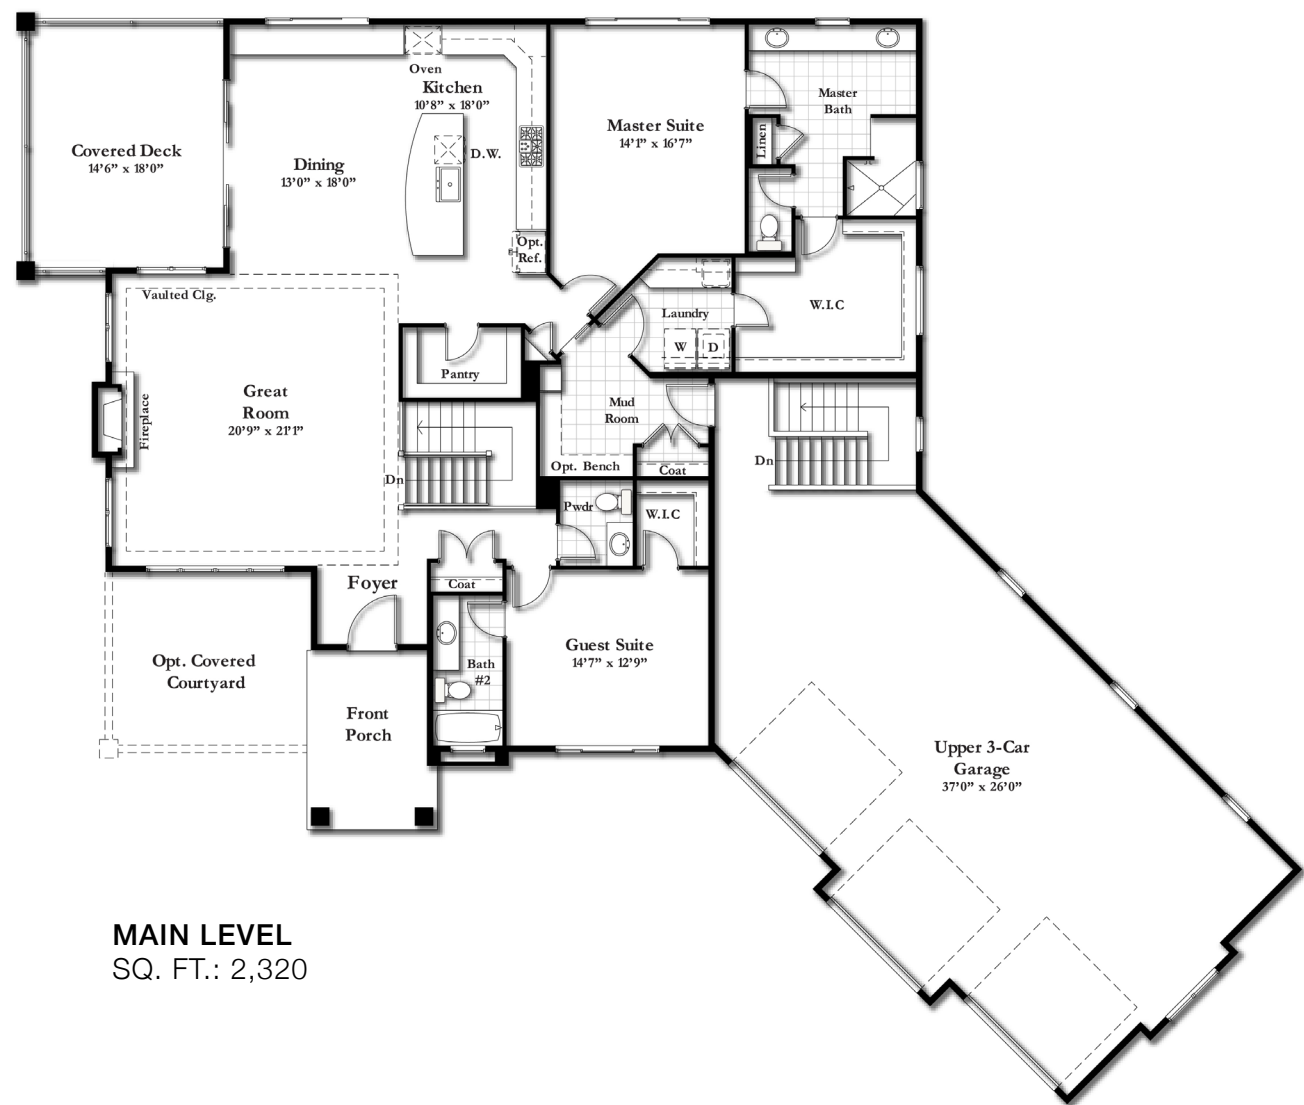 Oven
Kitchen
10'8" x 18'0"
Master
Bath
Master Suite
14'1" x 16'7"
Linen
Covered Deck
14'6" x 18'0"
Dining
13'0" x 18'0"
D.W.
Opt.
Ref.
Vaulted Clg.
Laundry
W.I.C
W
D
Pantry
Great
Room
20'9" x 21'1"
Fireplace
Mud
Room
Opt. Bench
Coat
Dn
Dn
Pwdr
W.I.C
Foyer
Coat
Guest Suite
14'7" x 12'9"
Opt. Covered
Courtyard
Bath
#2
Front
Porch
Upper 3-Car
Garage
37'0" x 26'0"
MAIN LEVEL
SQ. FT.: 2,320